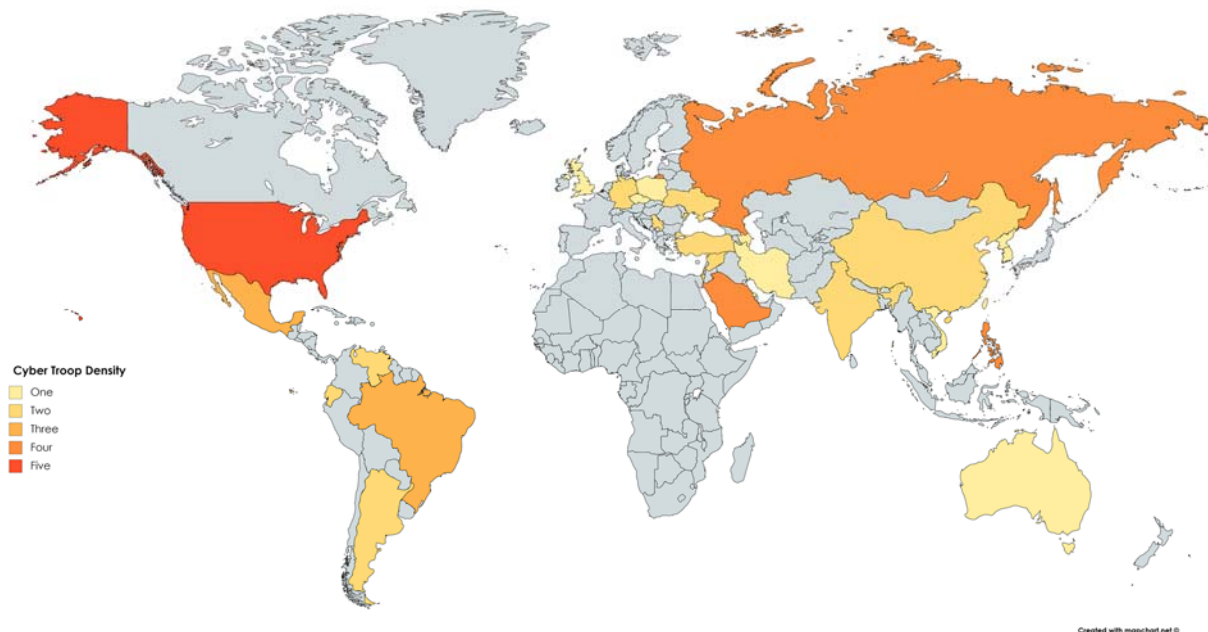 Cyber Troop Density
One
Two
Three
Four
Five
Created with mapchart.net ©